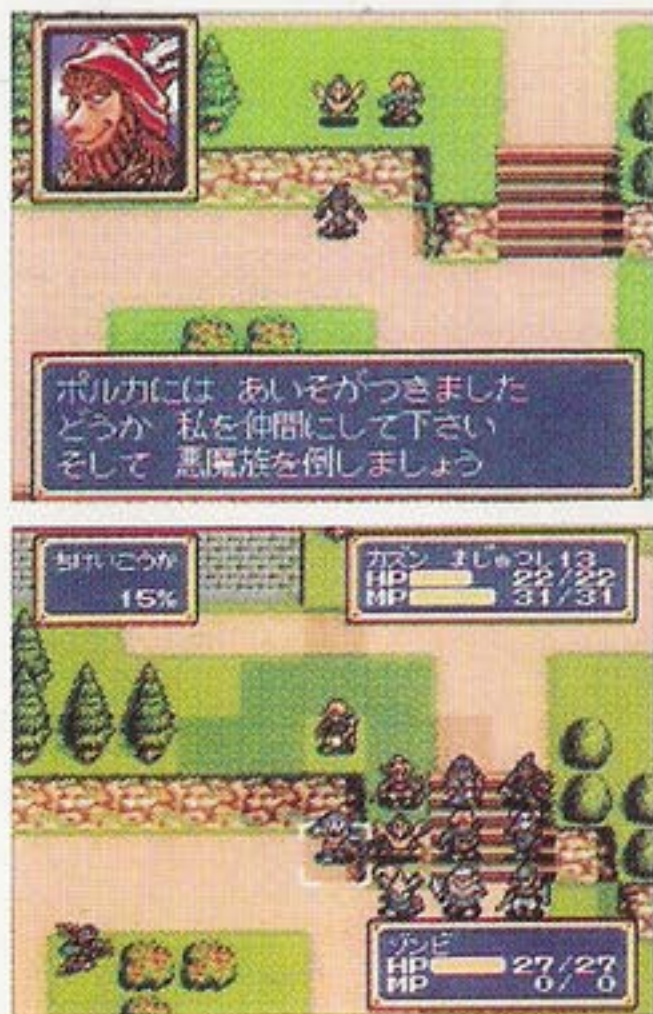 ポルカには あいそがつきました
どうか 私を仲間にして下さい
そして 悪魔族を倒しましょう
ちけいこうか
15%
カズン まじゅつし13
HP 22/22
MP 31/31
ゾンビ
HP 27/27
MP 0/ 0